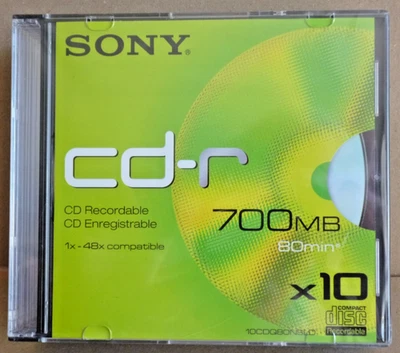 SONY®
cd-r
CD Recordable
CD Enregistrable
1x - 48x compatible
700MB
80min*
x10
COMPACT
disc
Recordable